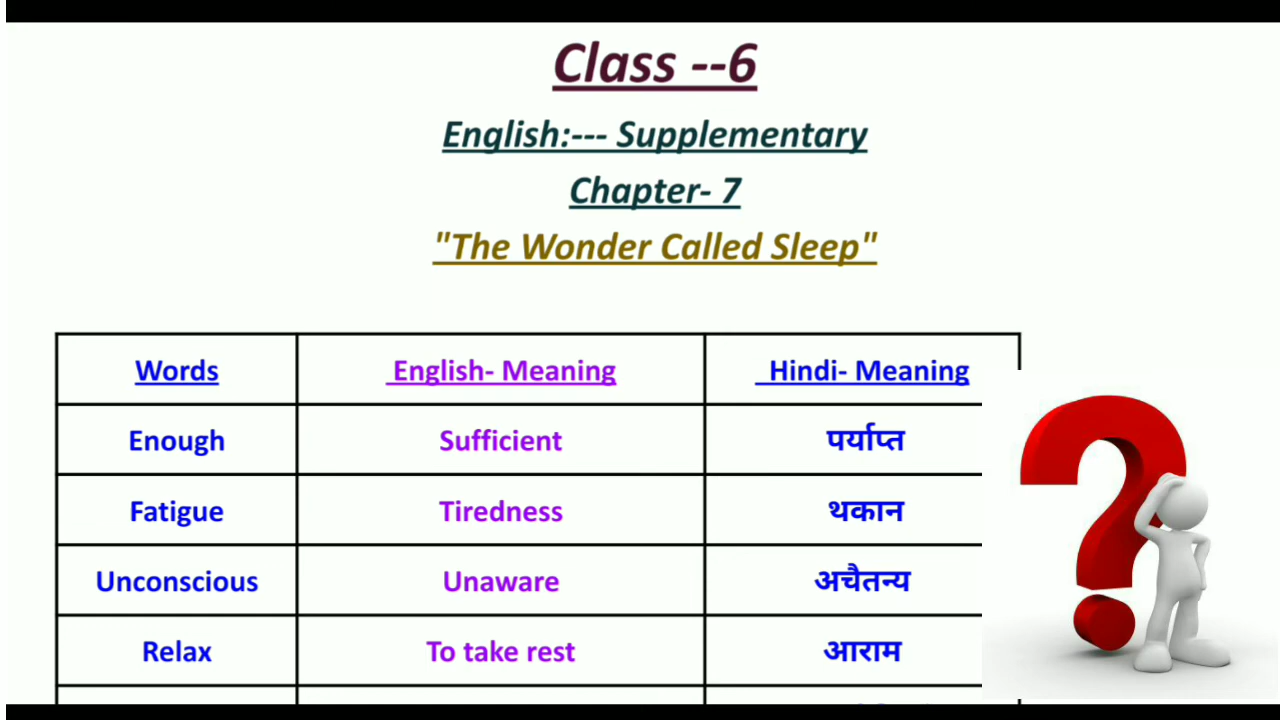 Class --6
English:--- Supplementary
Chapter- 7
"The Wonder Called Sleep"
Words English- Meaning Hindi- Meaning
Enough Sufficient पर्याप्त
Fatigue Tiredness थकान
Unconscious Unaware अचैतन्य
Relax To take rest आराम